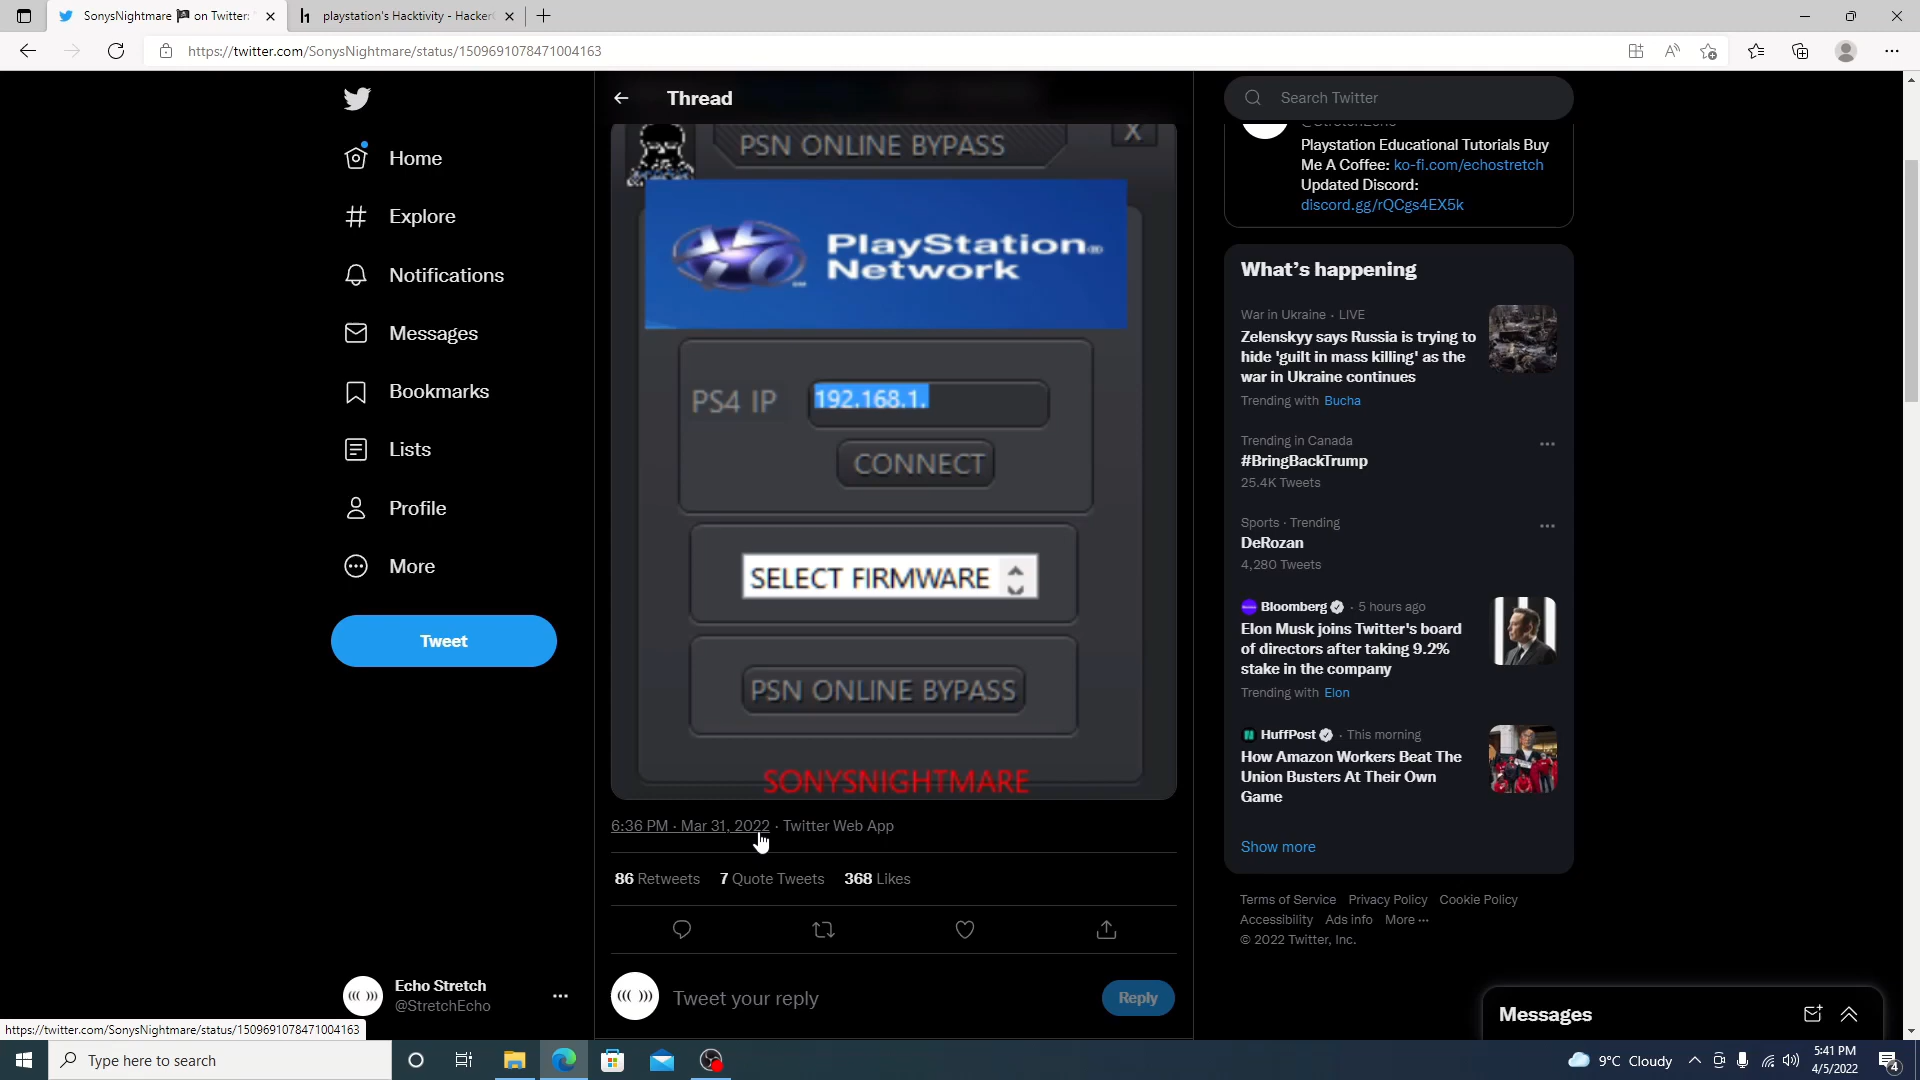 SonysNightmare 🏴 on Twitter:
playstation's Hacktivity - Hacker
https://twitter.com/SonysNightmare/status/1509691078471004163
Home
Explore
Notifications
Messages
Bookmarks
Lists
Profile
More
Tweet
Echo Stretch
@StretchEcho
https://twitter.com/SonysNightmare/status/1509691078471004163
Thread
PSN ONLINE BYPASS
X
PlayStation®
Network
PS4 IP
192.168.1.
CONNECT
SELECT FIRMWARE
PSN ONLINE BYPASS
SONYSNIGHTMARE
6:36 PM · Mar 31, 2022 · Twitter Web App
86 Retweets 7 Quote Tweets 368 Likes
Tweet your reply
Reply
Search Twitter
Playstation Educational Tutorials Buy
Me A Coffee: ko-fi.com/echostretch
Updated Discord:
discord.gg/rQCgs4EX5k
What's happening
War in Ukraine · LIVE
Zelenskyy says Russia is trying to
hide 'guilt in mass killing' as the
war in Ukraine continues
Trending with Bucha
Trending in Canada
#BringBackTrump
25.4K Tweets
Sports · Trending
DeRozan
4,280 Tweets
Bloomberg · 5 hours ago
Elon Musk joins Twitter's board
of directors after taking 9.2%
stake in the company
Trending with Elon
HuffPost · This morning
How Amazon Workers Beat The
Union Busters At Their Own
Game
Show more
Terms of Service Privacy Policy Cookie Policy
Accessibility Ads info More ···
© 2022 Twitter, Inc.
Messages
Type here to search
9°C Cloudy
5:41 PM
4/5/2022
4